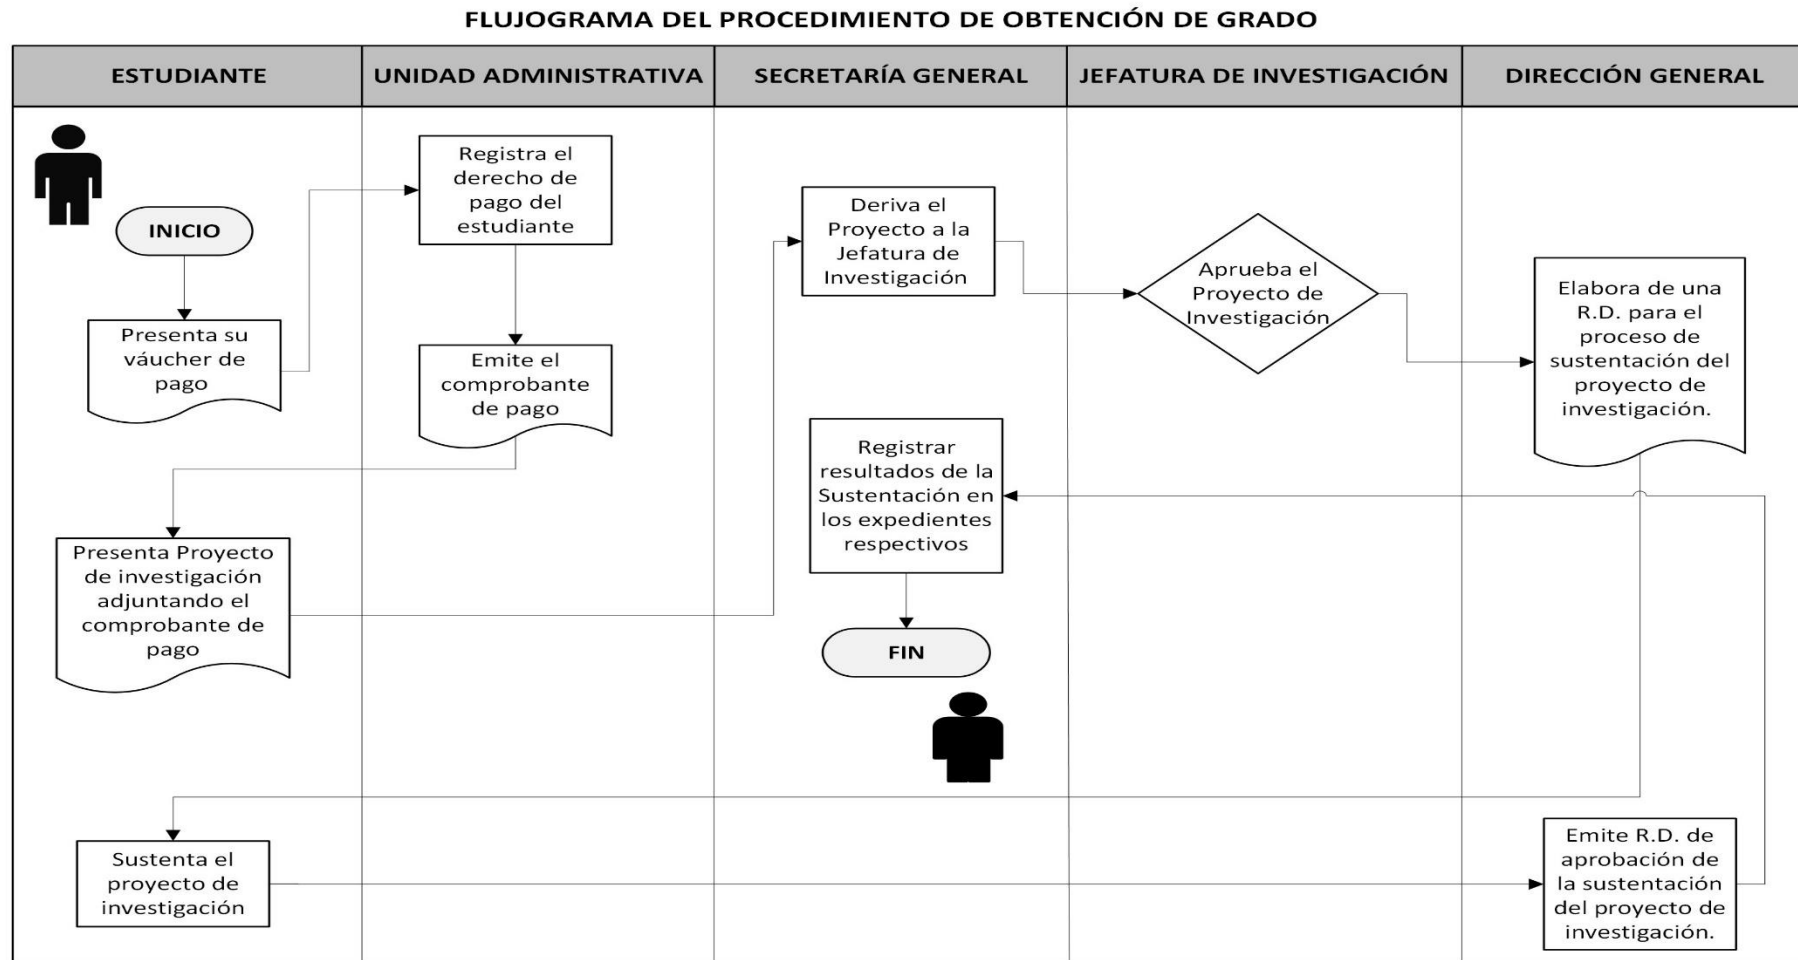 FLUJOGRAMA DEL PROCEDIMIENTO DE OBTENCIÓN DE GRADO
ESTUDIANTE
UNIDAD ADMINISTRATIVA
SECRETARÍA GENERAL
JEFATURA DE INVESTIGACIÓN
DIRECCIÓN GENERAL
INICIO
Presenta su
váucher de
pago
Registra el
derecho de
pago del
estudiante
Emite el
comprobante
de pago
Presenta Proyecto
de investigación
adjuntando el
comprobante de
pago
Deriva el
Proyecto a la
Jefatura de
Investigación
Aprueba el
Proyecto de
Investigación
Elabora de una
R.D. para el
proceso de
sustentación del
proyecto de
investigación.
Sustenta el
proyecto de
investigación
Emite R.D. de
aprobación de
la sustentación
del proyecto de
investigación.
Registrar
resultados de la
Sustentación en
los expedientes
respectivos
FIN